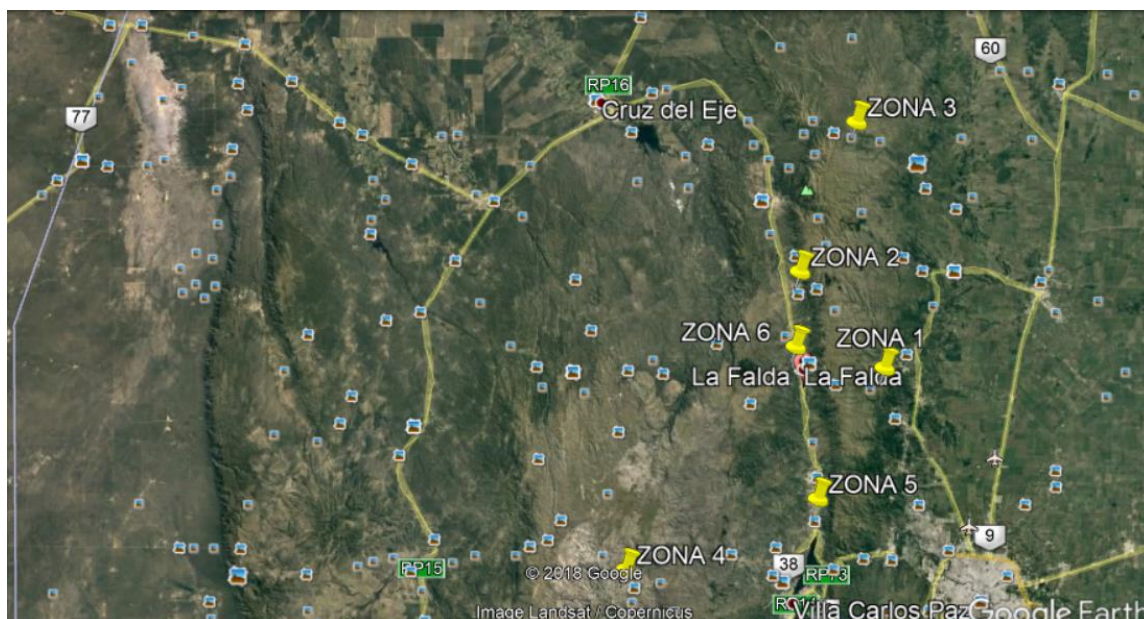 60
RP16
Cruz del Eje
ZONA 3
77
ZONA 2
ZONA 6
ZONA 1
La Falda
La Falda
ZONA 5
9
ZONA 4
38
RP15
RP73
© 2018 Google
Image Landsat / Copernicus
Villa Carlos Paz
Google Earth